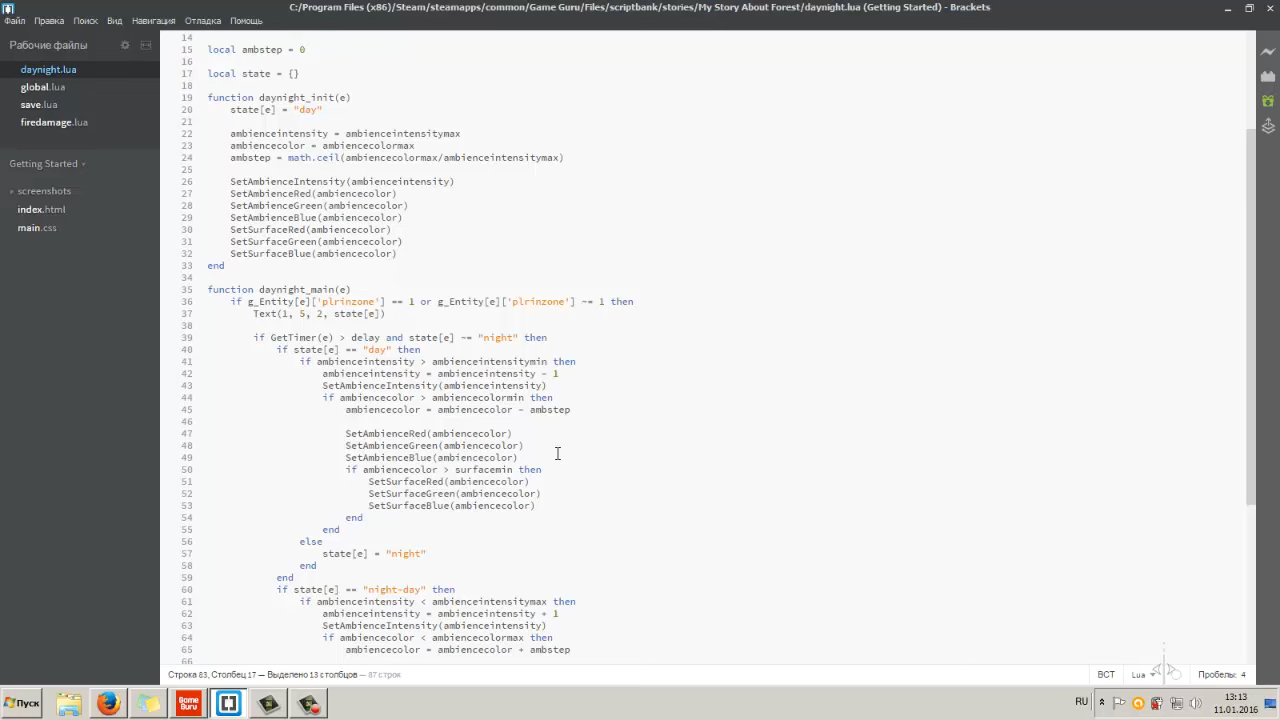 C:/Program Files (x86)/Steam/steamapps/common/Game Guru/Files/scriptbank/stories/My Story About Forest/daynight.lua (Getting Started) - Brackets
Файл Правка Поиск Вид Навигация Отладка Помощь
Рабочие файлы
daynight.lua
global.lua
save.lua
firedamage.lua
Getting Started
screenshots
index.html
main.css
14
15 local ambstep = 0
16
17 local state = {}
18
19 function daynight_init(e)
20 state[e] = "day"
21
22 ambienceintensity = ambienceintensitymax
23 ambiencecolor = ambiencecolormax
24 ambstep = math.ceil(ambiencecolormax/ambienceintensitymax)
25
26 SetAmbienceIntensity(ambienceintensity)
27 SetAmbienceRed(ambiencecolor)
28 SetAmbienceGreen(ambiencecolor)
29 SetAmbienceBlue(ambiencecolor)
30 SetSurfaceRed(ambiencecolor)
31 SetSurfaceGreen(ambiencecolor)
32 SetSurfaceBlue(ambiencecolor)
33 end
34
35 function daynight_main(e)
36 if g_Entity[e]['plrinzone'] == 1 or g_Entity[e]['plrinzone'] ~= 1 then
37 Text(1, 5, 2, state[e])
38
39 if GetTimer(e) > delay and state[e] ~= "night" then
40 if state[e] == "day" then
41 if ambienceintensity > ambienceintensitymin then
42 ambienceintensity = ambienceintensity - 1
43 SetAmbienceIntensity(ambienceintensity)
44 if ambiencecolor > ambiencecolormin then
45 ambiencecolor = ambiencecolor - ambstep
46
47 SetAmbienceRed(ambiencecolor)
48 SetAmbienceGreen(ambiencecolor)
49 SetAmbienceBlue(ambiencecolor)
50 if ambiencecolor > surfacemin then
51 SetSurfaceRed(ambiencecolor)
52 SetSurfaceGreen(ambiencecolor)
53 SetSurfaceBlue(ambiencecolor)
54 end
55 end
56 else
57 state[e] = "night"
58 end
59 end
60 if state[e] == "night-day" then
61 if ambienceintensity < ambienceintensitymax then
62 ambienceintensity = ambienceintensity + 1
63 SetAmbienceIntensity(ambienceintensity)
64 if ambiencecolor < ambiencecolormax then
65 ambiencecolor = ambiencecolor + ambstep
66
Строка 83, Столбец 17 — Выделено 13 столбцов — 87 строк
ВСТ Lua Пробелы: 4
Пуск
Game Guru
RU
13:13
11.01.2016